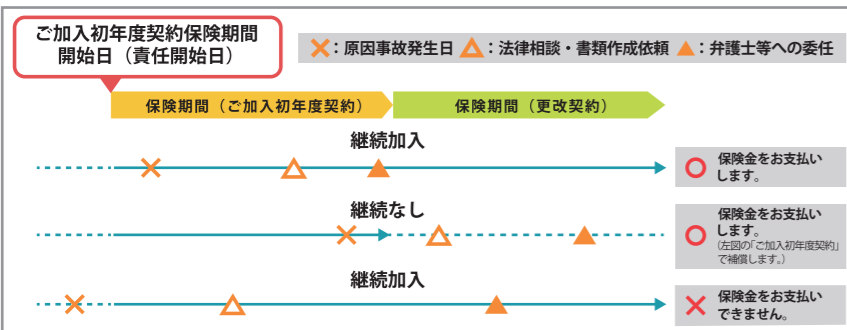 ご加入初年度契約保険期間
開始日（責任開始日）
：原因事故発生日 ：法律相談・書類作成依頼 ：弁護士等への委任
保険期間（ご加入初年度契約） 保険期間（更改契約）
継続加入
保険金をお支払い
します。
継続なし
保険金をお支払い
します。
（左図の「ご加入初年度契約」
で補償します。）
継続加入
保険金をお支払い
できません。